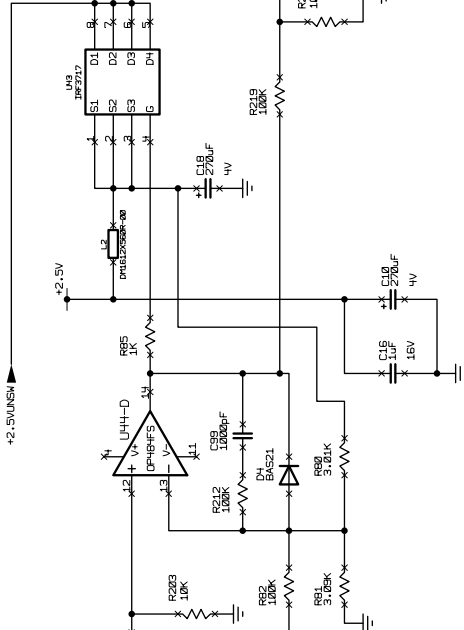 8
7
6
5
D1
D2
D3
D4
U43
IRF3717
S1
S2
S3
G
1
2
3
4
R219
100K
C18
270uF
4V
+
L2
DM1612X560R-00
+2.5V
C10
270uF
4V
+
R85
1K
C16
1uF
16V
+2.5VUNSW
14
U44-D
OP484FS
4
V+
V-
11
+
-
12
13
C99
1000pF
D4
BAS21
R80
3.01K
R212
100K
R203
10K
R82
100K
R81
3.09K